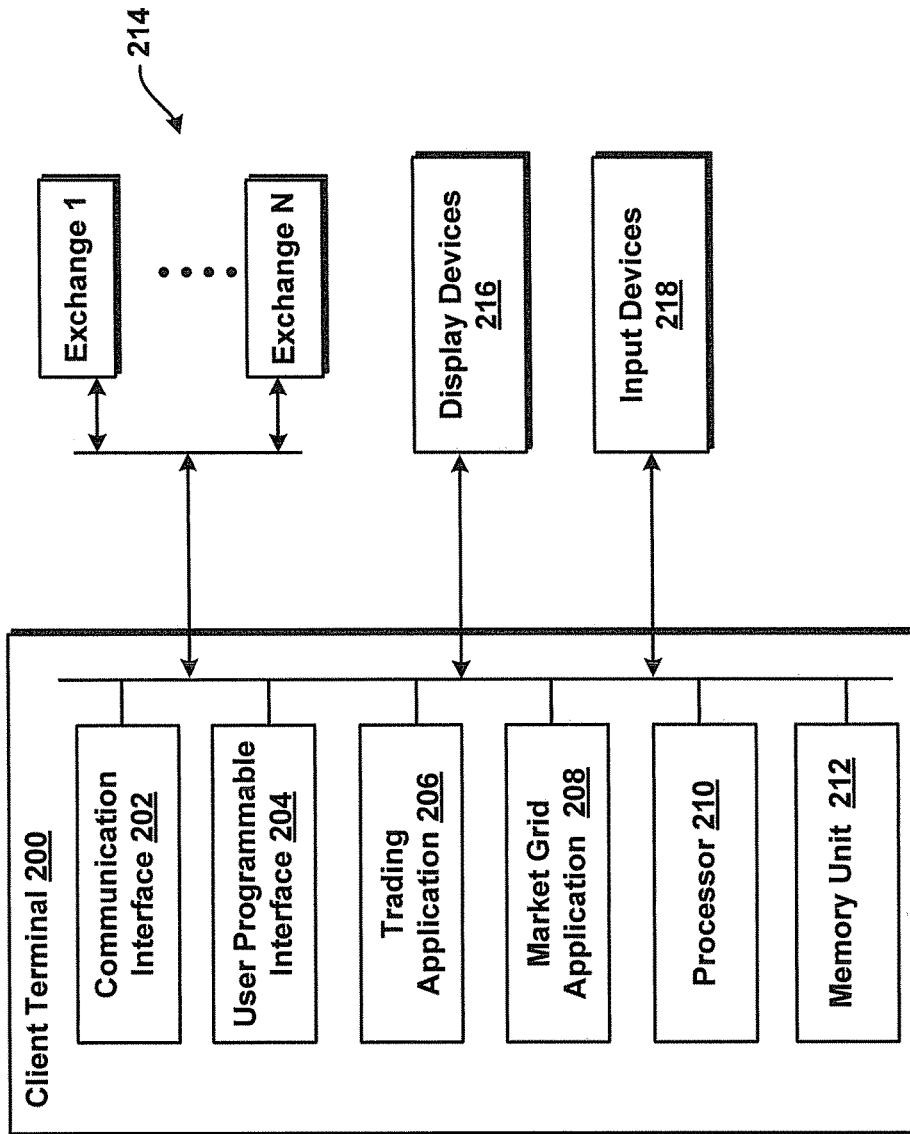 Client Terminal 200
Communication
Interface 202
User Programmable
Interface 204
Trading
Application 206
Market Grid
Application 208
Processor 210
Memory Unit 212
Exchange 1
Exchange N
214
Display Devices
216
Input Devices
218